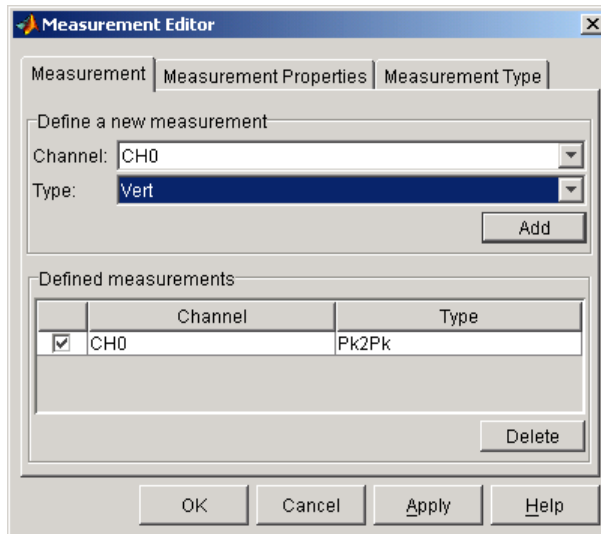 Measurement Editor
Measurement Measurement Properties Measurement Type
Define a new measurement
Channel: CH0
Type: Vert
Add
Defined measurements
Channel Type
CH0 Pk2Pk
Delete
OK Cancel Apply Help